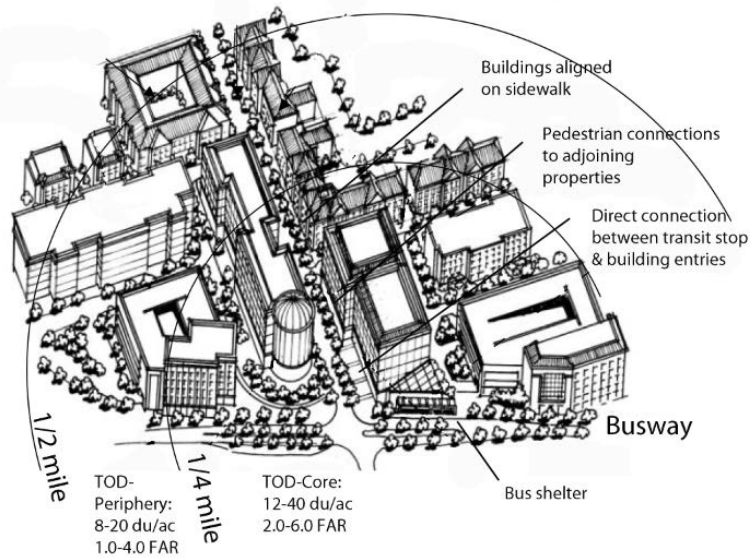 Buildings aligned
on sidewalk
Pedestrian connections
to adjoining
properties
Direct connection
between transit stop
& building entries
Busway
Bus shelter
1/2 mile
1/4 mile
TOD-
Periphery:
8-20 du/ac
1.0-4.0 FAR
TOD-Core:
12-40 du/ac
2.0-6.0 FAR